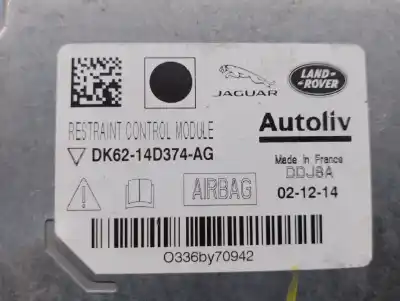 JAGUAR
LAND-
ROVER
RESTRAINT CONTROL MODULE
Autoliv
DK62-14D374-AG
Made in France
DDJ8A
AIRBAG
02-12-14
O336by70942